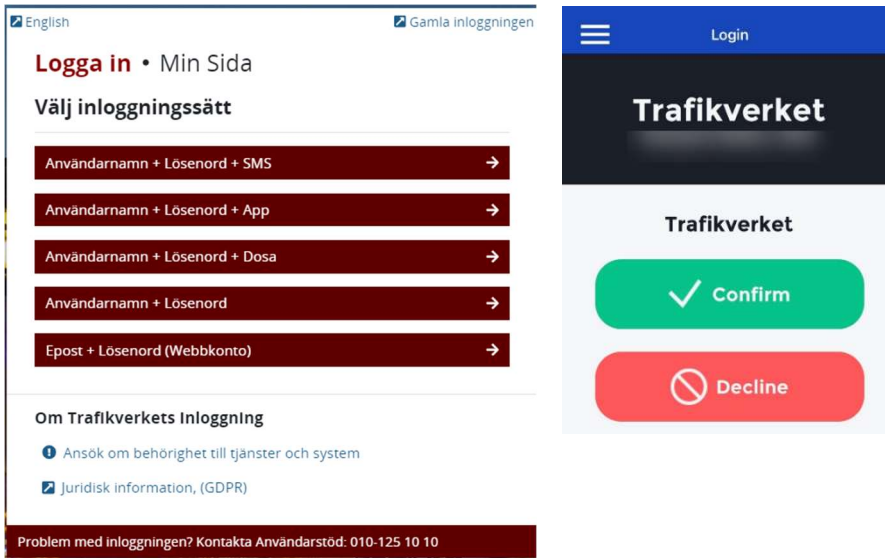 English
Gamla inloggningen
Logga in • Min Sida
Välj inloggningssätt
Användarnamn + Lösenord + SMS
Användarnamn + Lösenord + App
Användarnamn + Lösenord + Dosa
Användarnamn + Lösenord
Epost + Lösenord (Webbkonto)
Om Trafikverkets Inloggning
Ansök om behörighet till tjänster och system
Juridisk information, (GDPR)
Problem med inloggningen? Kontakta Användarstöd: 010-125 10 10
Login
Trafikverket
Trafikverket
Confirm
Decline